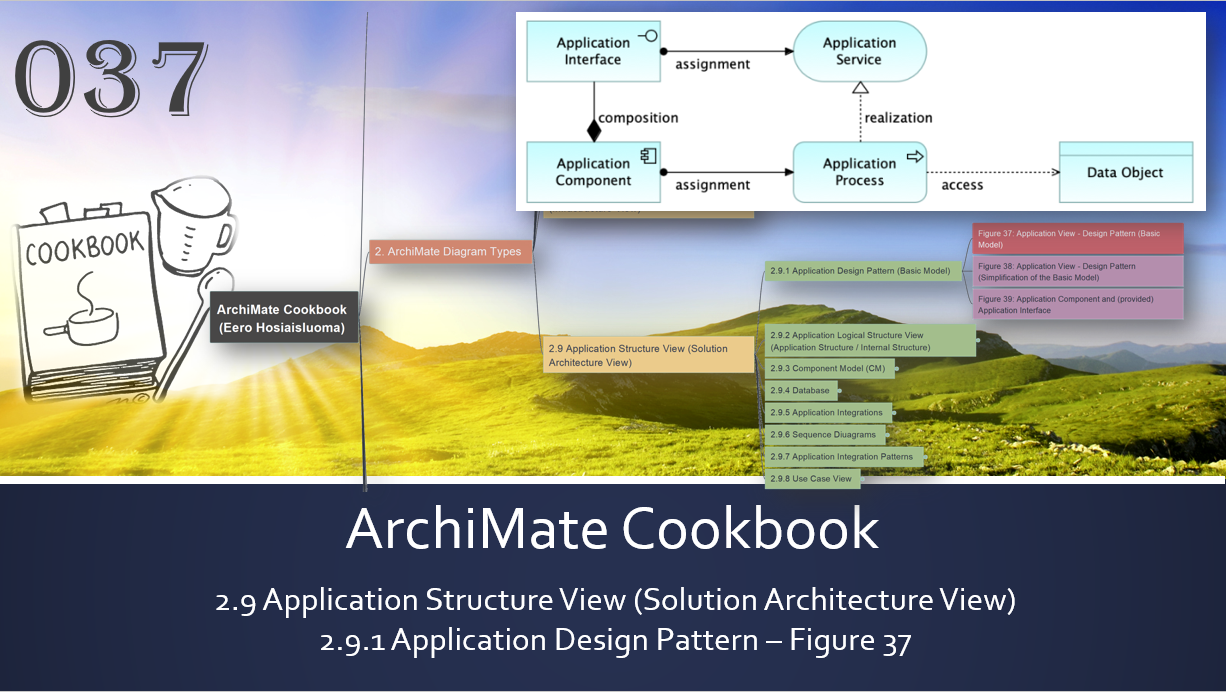 037
Application
Interface
assignment
Application
Service
composition
realization
Application
Component
assignment
Application
Process
access
Data Object
COOKBOOK
2. ArchiMate Diagram Types
ArchiMate Cookbook
(Eero Hosiaisluoma)
2.9 Application Structure View (Solution
Architecture View)
2.9.1 Application Design Pattern (Basic Model)
Figure 37: Application View - Design Pattern (Basic
Model)
Figure 38: Application View - Design Pattern
(Simplification of the Basic Model)
Figure 39: Application Component and (provided)
Application Interface
2.9.2 Application Logical Structure View
(Application Structure / Internal Structure)
2.9.3 Component Model (CM)
2.9.4 Database
2.9.5 Application Integrations
2.9.6 Sequence Diuagrams
2.9.7 Application Integration Patterns
2.9.8 Use Case View
ArchiMate Cookbook
2.9 Application Structure View (Solution Architecture View)
2.9.1 Application Design Pattern – Figure 37